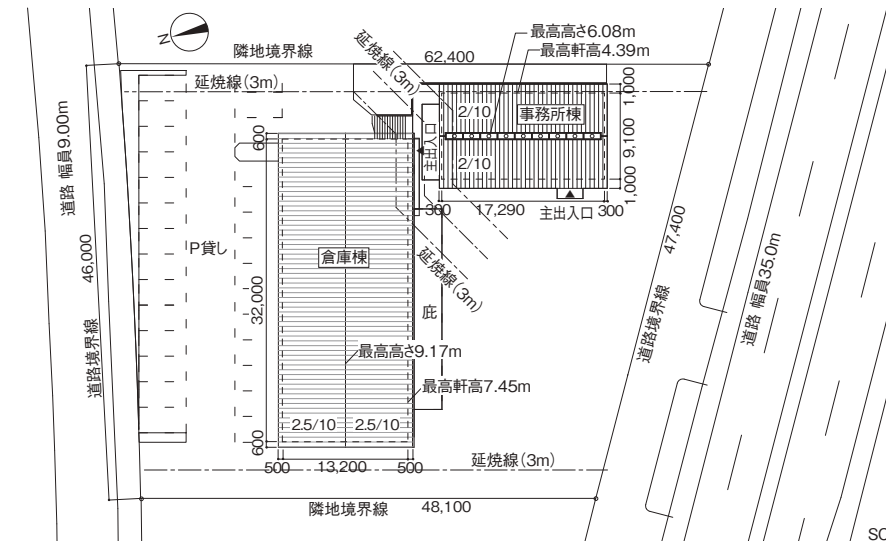 N
隣地境界線
62,400
最高高さ6.08m
最高軒高4.39m
延焼線(3m)
延焼線(3m)
道路 幅員9.00m
46,000
道路境界線
P貸し
600
32,000
600
倉庫棟
最高高さ9.17m
最高軒高7.45m
2.5/10
2.5/10
500
13,200
500
主出入口
2/10
2/10
事務所棟
1,000
9,100
1,000
300
17,290
主出入口
300
延焼線(3m)
庇
47,400
道路境界線
道路 幅員35.0m
延焼線(3m)
隣地境界線
48,100
SC